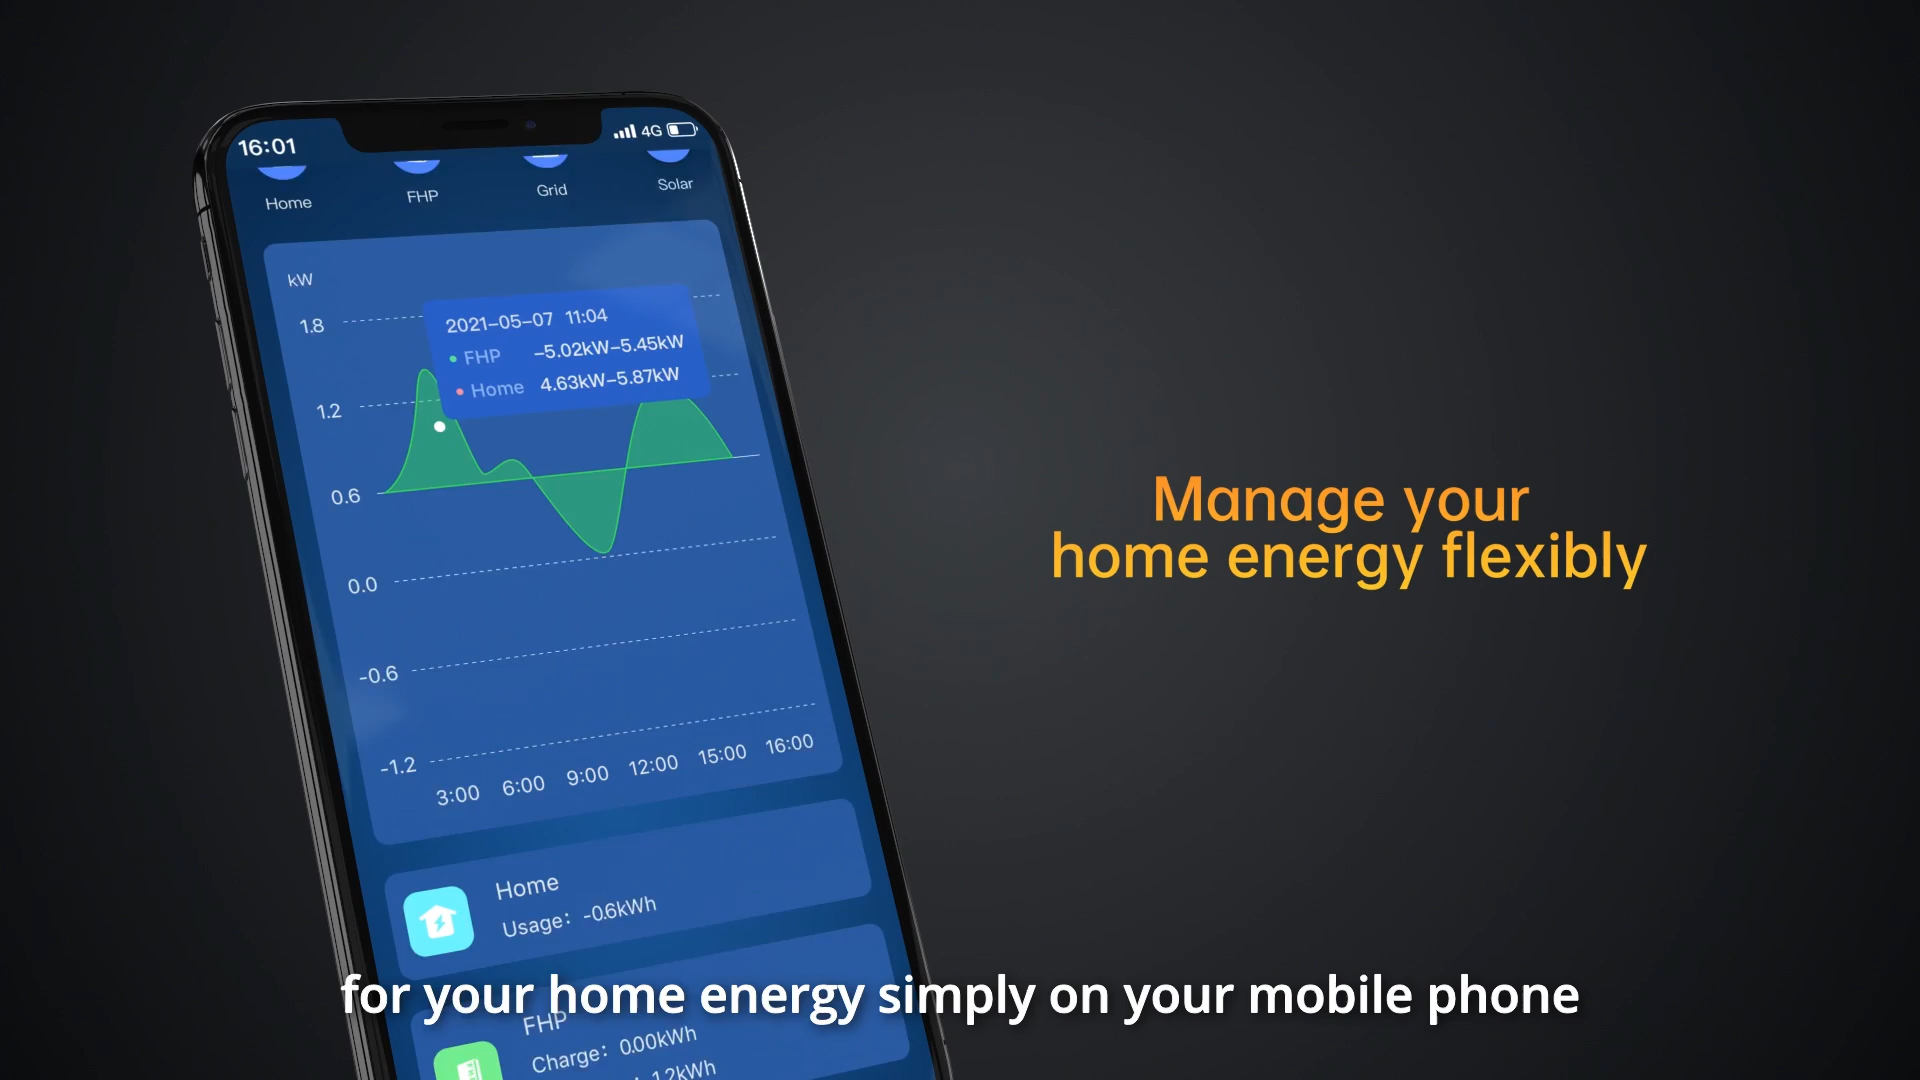 16:01
4G
Home
FHP
Grid
Solar
kW
1.8
2021-05-07 11:04
FHP -5.02kW-5.45kW
Home 4.63kW-5.87kW
1.2
0.6
0.0
-0.6
-1.2
3:00 6:00 9:00 12:00 15:00 16:00
Manage your
home energy flexibly
Home
Usage: -0.6kWh
for your home energy simply on your mobile phone
FHP
Charge: 0.00kWh
1.2kWh